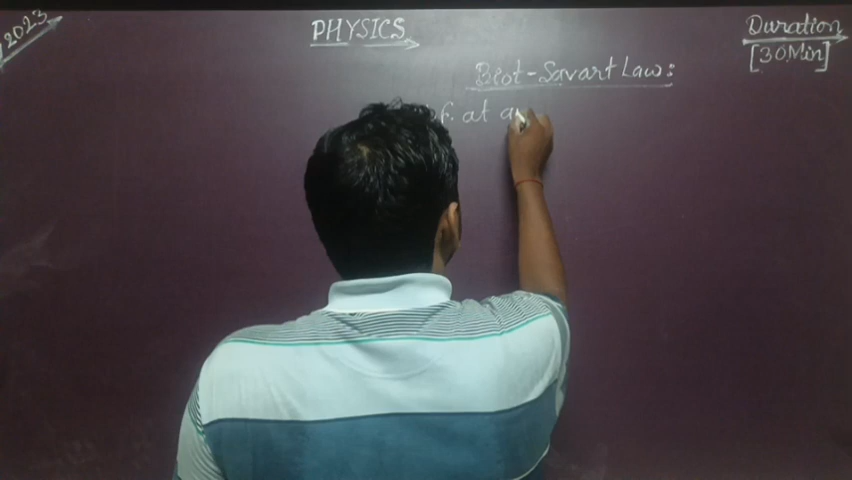 2023
PHYSICS
Duration
[30Min]
Biot-Savart Law:
at